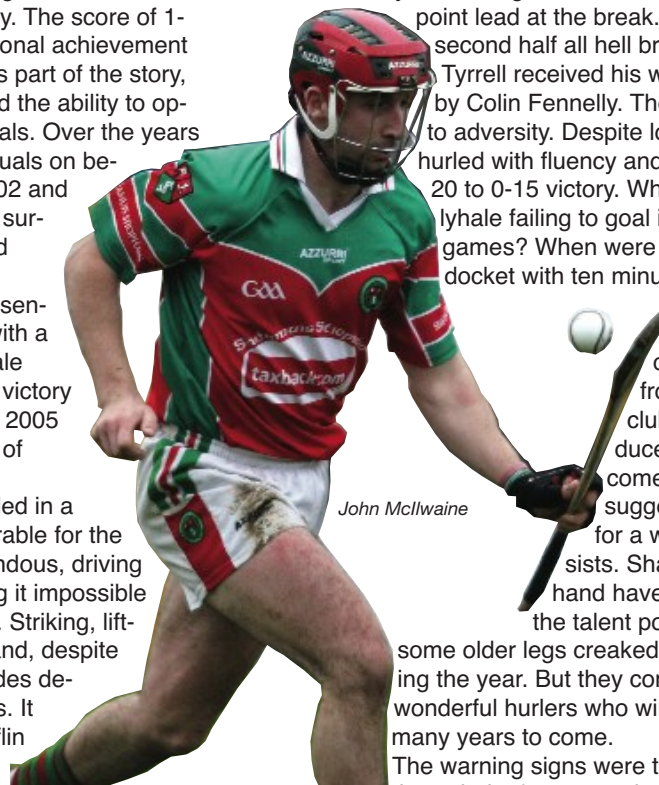 y. The score of 1-
onal achievement
s part of the story,
d the ability to op-
als. Over the years
uals on be-
02 and
sur-
d
sen-
with a
ale
victory
2005
of
led in a
rable for the
ndous, driving
g it impossible
. Striking, lift-
and, despite
des de-
s. It
flin
AZZURRI
AZZURRI
GAA
taxback.com
John McIlwaine
point lead at the break.
second half all hell br
Tyrrell received his w
by Colin Fennelly. The
to adversity. Despite lo
hurled with fluency and
20 to 0-15 victory. Wh
lyhale failing to goal i
games? When were
docket with ten minu
c
fro
club
duce
come
sugge
for a w
sists. Sha
hand have
the talent po
some older legs creaked
ing the year. But they con
wonderful hurlers who wi
many years to come.
The warning signs were t